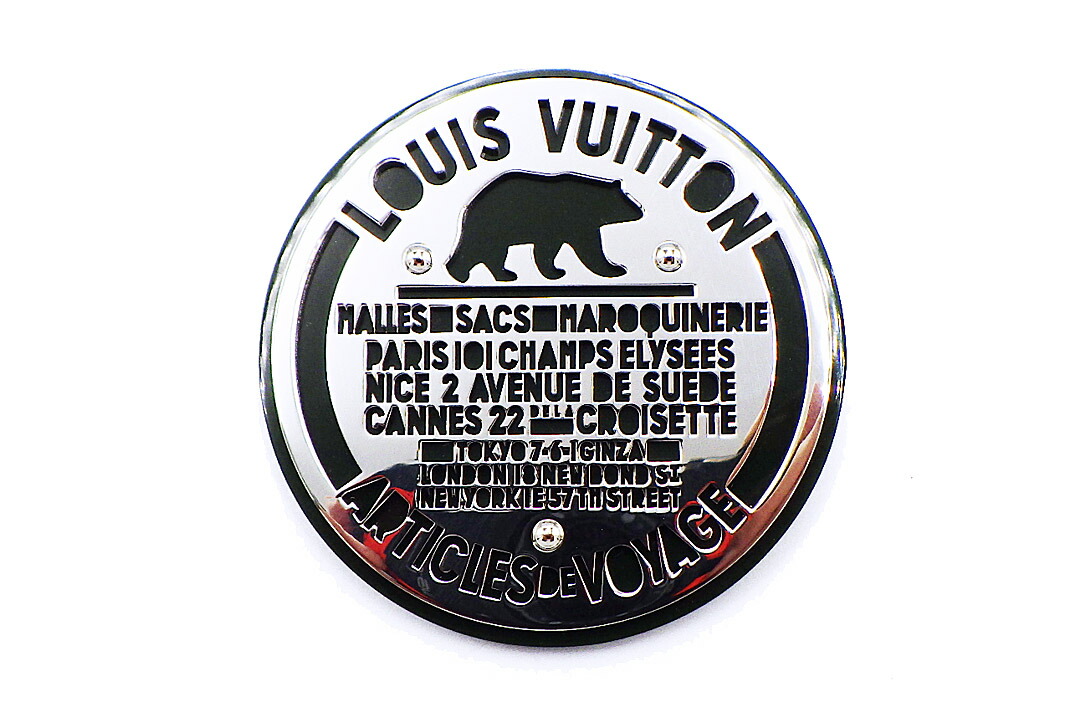 LOUIS VUITTON
MALLES SACS MAROQUINERIE
PARIS 101 CHAMPS ELYSEES
NICE 2 AVENUE DE SUEDE
CANNES 22 DE LA CROISETTE
TOKYO 7-6-1 GINZA
LONDON 18 NEW BOND ST
NEW.YORK 1E 57TH STREET
ARTICLES DE VOYAGE